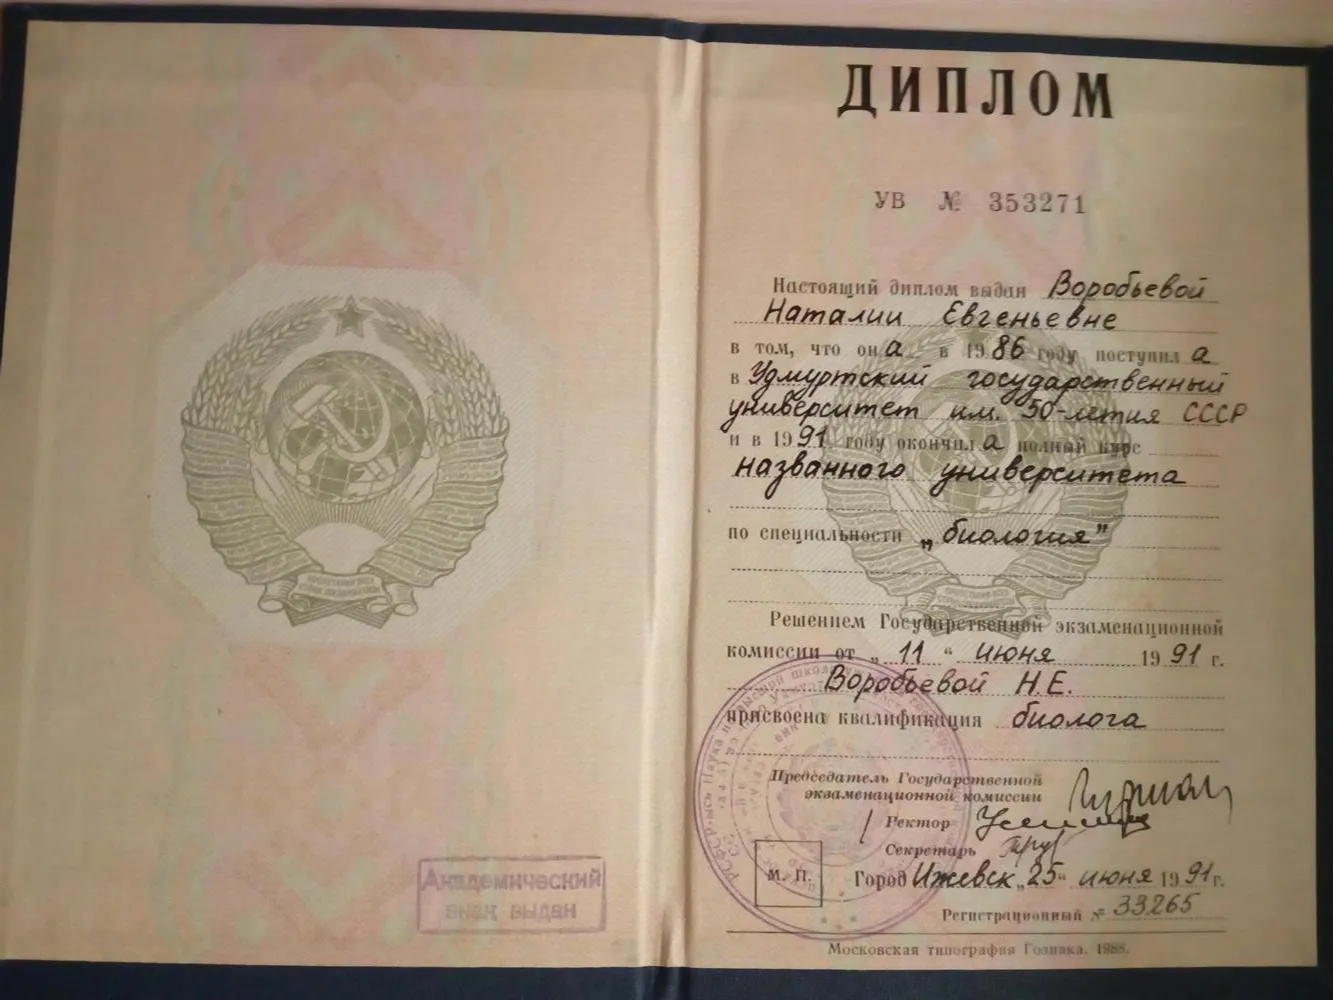 Академический
знак выдан
ДИПЛОМ
УВ № 353271
Настоящий диплом выдан Воробьевой
Наталии Евгеньевне
в том, что она в 1986 году поступила
в Удмуртский государственный
университет им. 50-летия СССР
и в 1991 году окончила полный курс
названного университета
по специальности „биология"
Решением Государственной экзаменационной
комиссии от „11" июня 1991 г.
Воробьевой Н.Е.
присвоена квалификация биолога
Председатель Государственной
экзаменационной комиссии
Ректор
Секретарь
М. П.
Город Ижевск „25" июня 1991г.
Регистрационный № 33265
Московская типография Гознака. 1988.